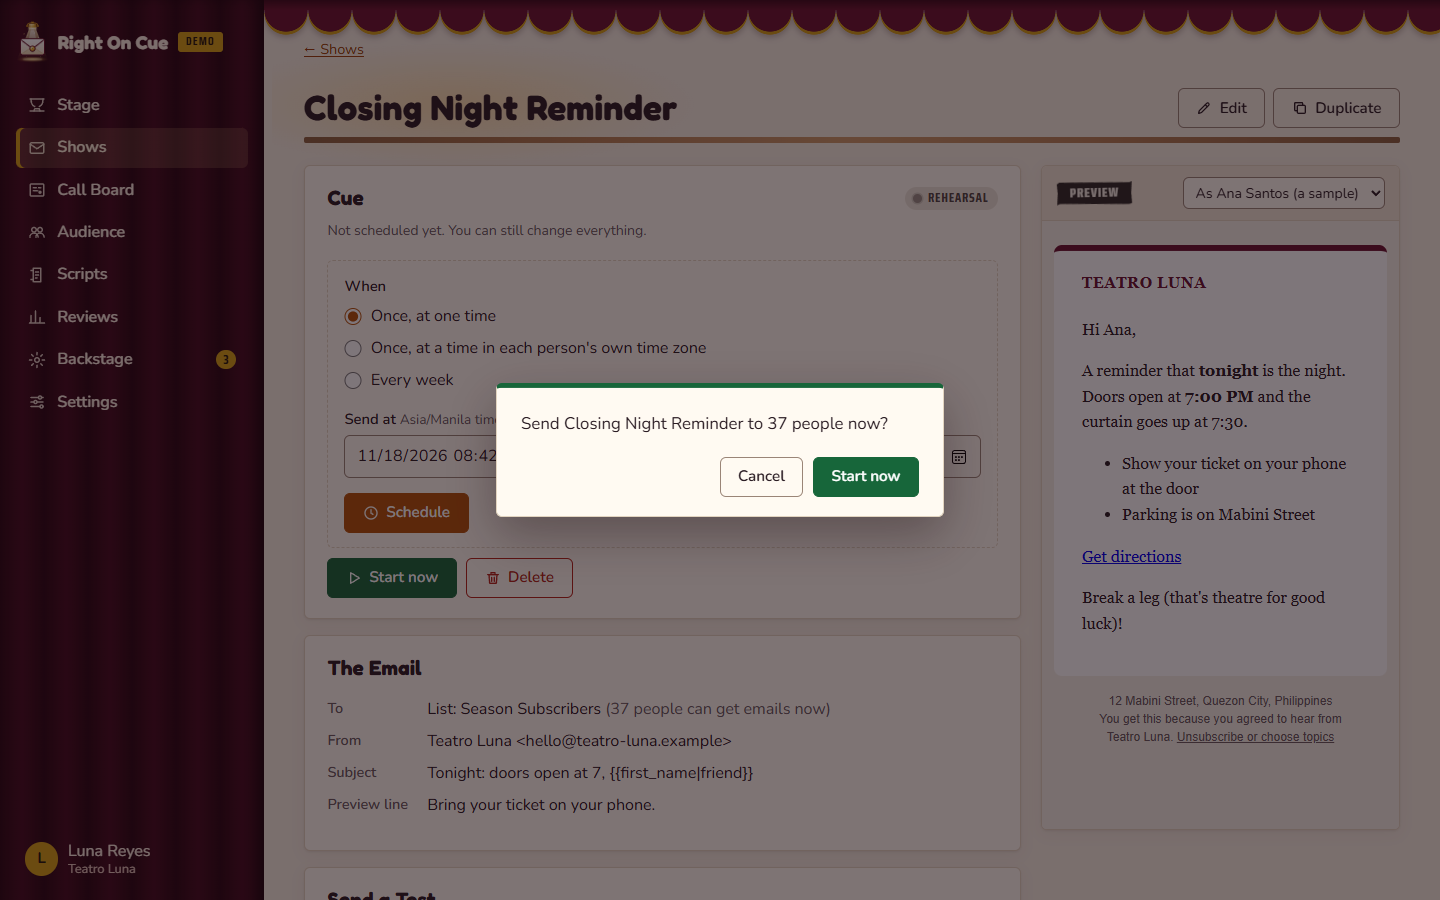 Right On Cue DEMO
Stage
Shows
Call Board
Audience
Scripts
Reviews
Backstage 3
Settings
L
Luna Reyes
Teatro Luna
← Shows
Closing Night Reminder
Edit
Duplicate
Cue
REHEARSAL
Not scheduled yet. You can still change everything.
When
Once, at one time
Once, at a time in each person's own time zone
Every week
Send at Asia/Manila
11/18/2026 08:42
Schedule
Start now
Delete
Send Closing Night Reminder to 37 people now?
Cancel
Start now
The Email
To List: Season Subscribers (37 people can get emails now)
From Teatro Luna <hello@teatro-luna.example>
Subject Tonight: doors open at 7, {{first_name|friend}}
Preview line Bring your ticket on your phone.
Send a Test
PREVIEW
As Ana Santos (a sample)
TEATRO LUNA
Hi Ana,
A reminder that tonight is the night.
Doors open at 7:00 PM and the
curtain goes up at 7:30.
• Show your ticket on your phone
at the door
• Parking is on Mabini Street
Get directions
Break a leg (that's theatre for good
luck)!
12 Mabini Street, Quezon City, Philippines
You get this because you agreed to hear from
Teatro Luna. Unsubscribe or choose topics